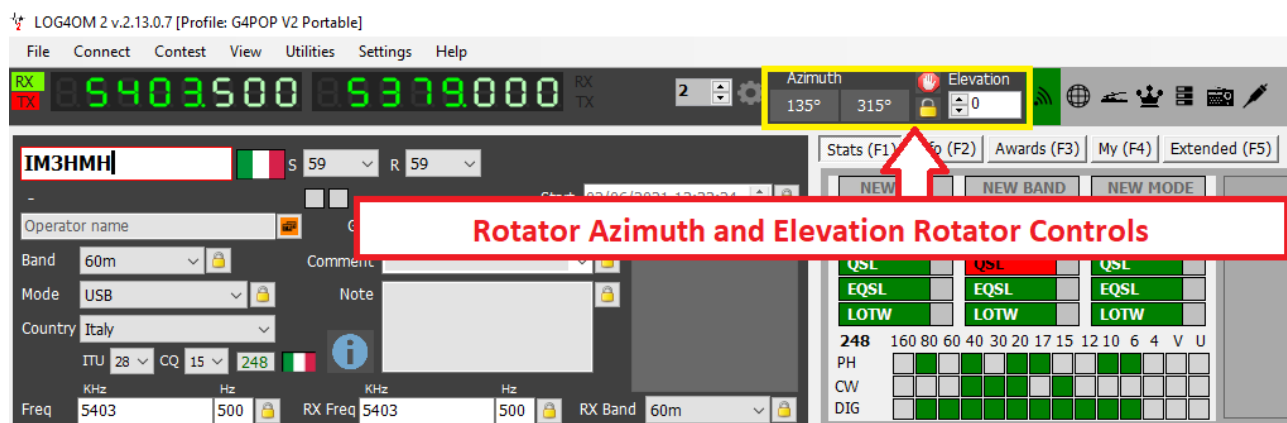 LOG4OM 2 v.2.13.0.7 [Profile: G4POP V2 Portable]
File Connect Contest View Utilities Settings Help
RX 5403.500 5379.000 RX
TX TX
2
Azimuth Elevation
135° 315° 0
IM3HMH S 59 R 59
Stats (F1) (F2) Awards (F3) My (F4) Extended (F5)
NEW NEW BAND NEW MODE
-
Operator name
Rotator Azimuth and Elevation Rotator Controls
Band 60m Comment
QSL QSL QSL
Mode USB Note
EQSL EQSL EQSL
LOTW LOTW LOTW
Country Italy
248 160 80 60 40 30 20 17 15 12 10 6 4 V U
ITU 28 CQ 15 248
PH
CW
DIG
KHz Hz KHz Hz
Freq 5403 500 RX Freq 5403 500 RX Band 60m